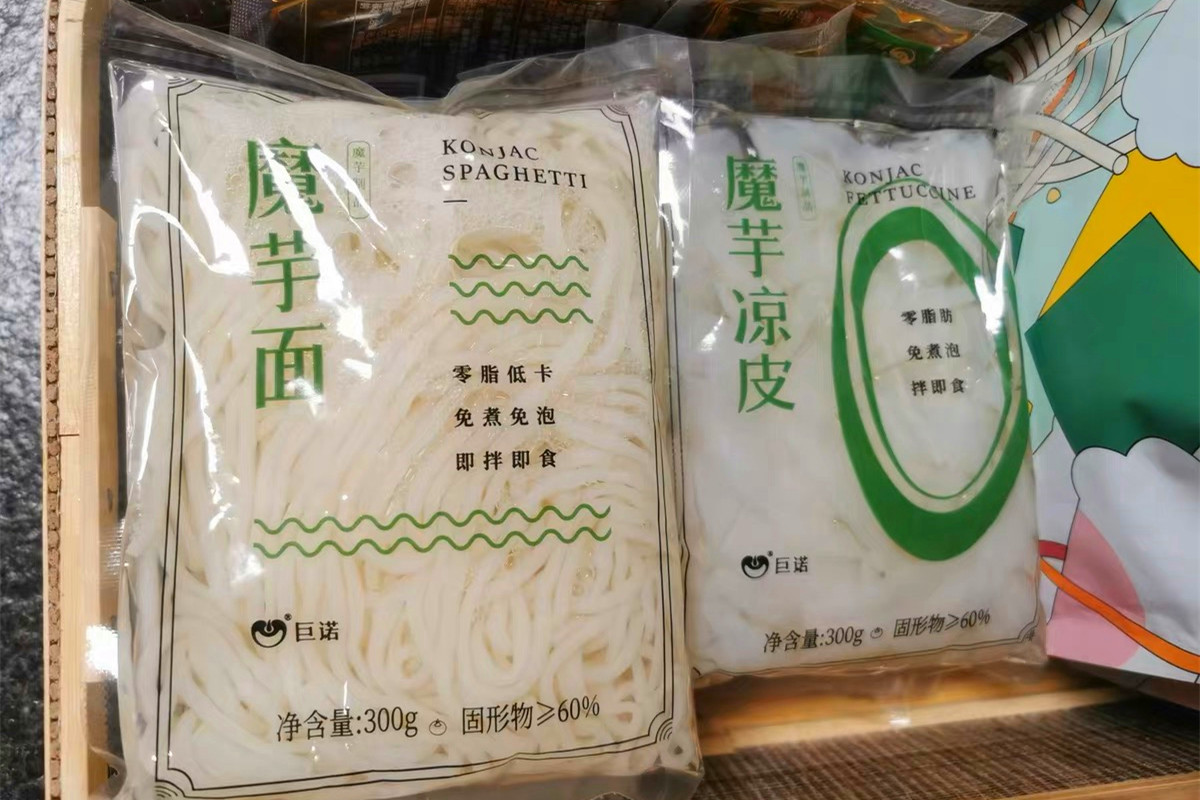 魔芋面
KONJAC
SPAGHETTI
零脂低卡
免煮免泡
即拌即食
巨诺
净含量:300g 固形物≥60%
魔芋凉皮
KONJAC
FETTUCCINE
零脂肪
免煮泡
拌即食
巨诺
净含量:300g 固形物≥60%